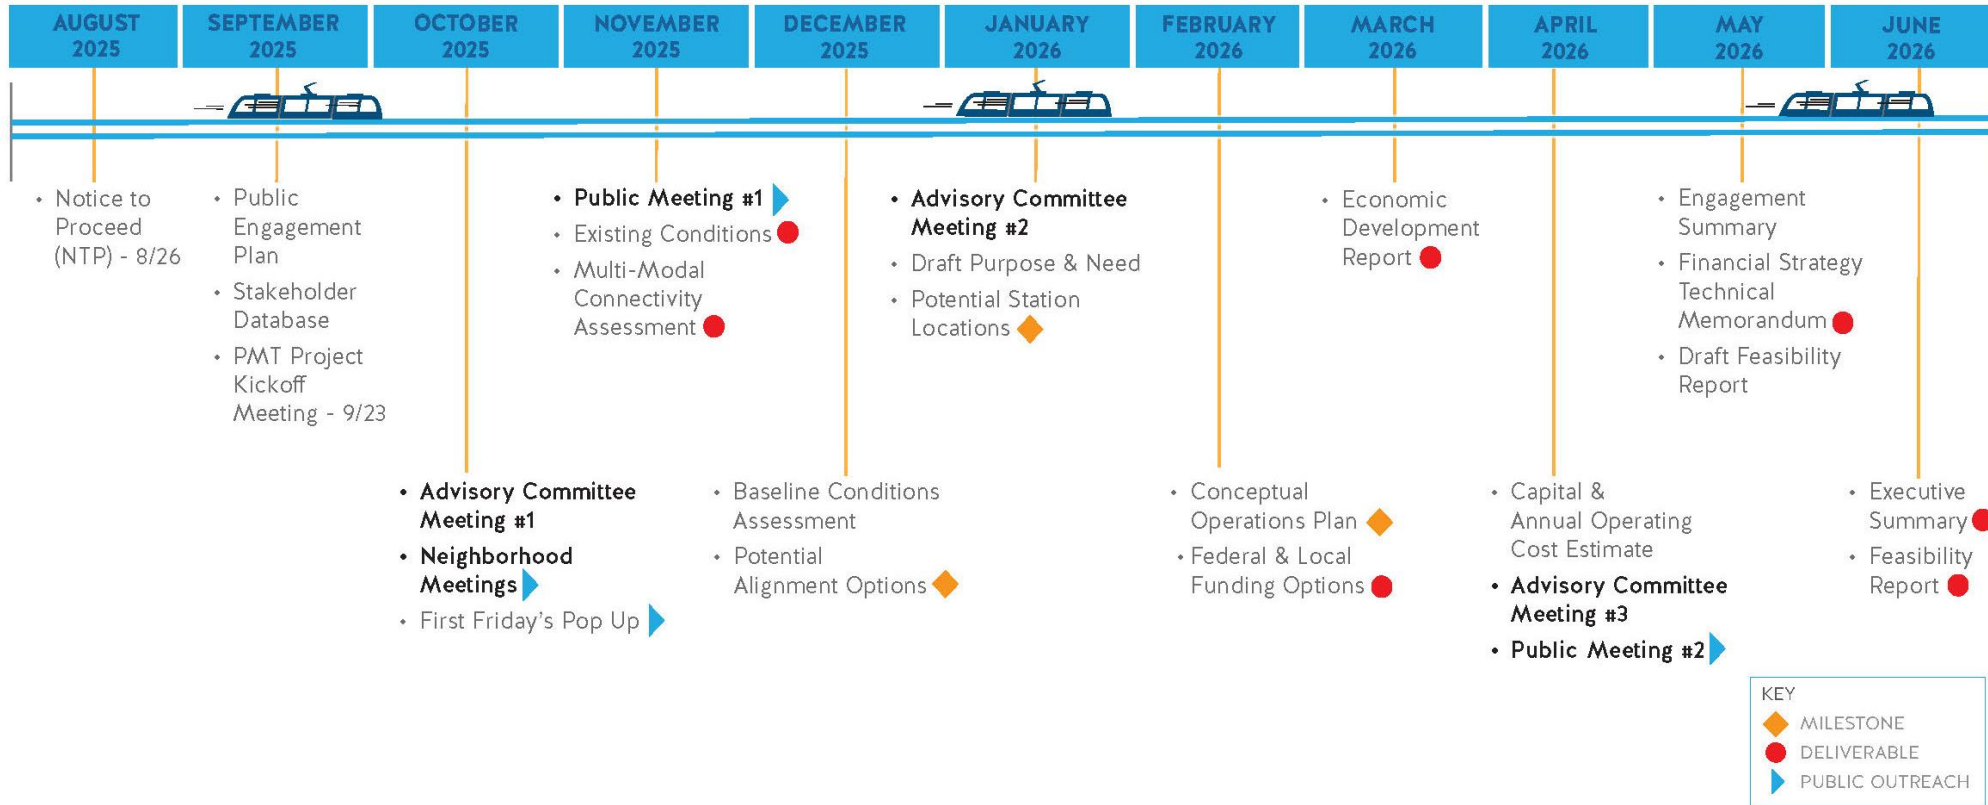 AUGUST
2025
SEPTEMBER
2025
OCTOBER
2025
NOVEMBER
2025
DECEMBER
2025
JANUARY
2026
FEBRUARY
2026
MARCH
2026
APRIL
2026
MAY
2026
JUNE
2026
• Notice to
Proceed
(NTP) - 8/26
• Public
Engagement
Plan
• Stakeholder
Database
• PMT Project
Kickoff
Meeting - 9/23
• Advisory Committee
Meeting #1
• Neighborhood
Meetings
• First Friday's Pop Up
• Public Meeting #1
• Existing Conditions
• Multi-Modal
Connectivity
Assessment
• Baseline Conditions
Assessment
• Potential
Alignment Options
• Advisory Committee
Meeting #2
• Draft Purpose & Need
• Potential Station
Locations
• Conceptual
Operations Plan
• Federal & Local
Funding Options
• Economic
Development
Report
• Capital &
Annual Operating
Cost Estimate
• Advisory Committee
Meeting #3
• Public Meeting #2
• Engagement
Summary
• Financial Strategy
Technical
Memorandum
• Draft Feasibility
Report
• Executive
Summary
• Feasibility
Report
KEY
MILESTONE
DELIVERABLE
PUBLIC OUTREACH